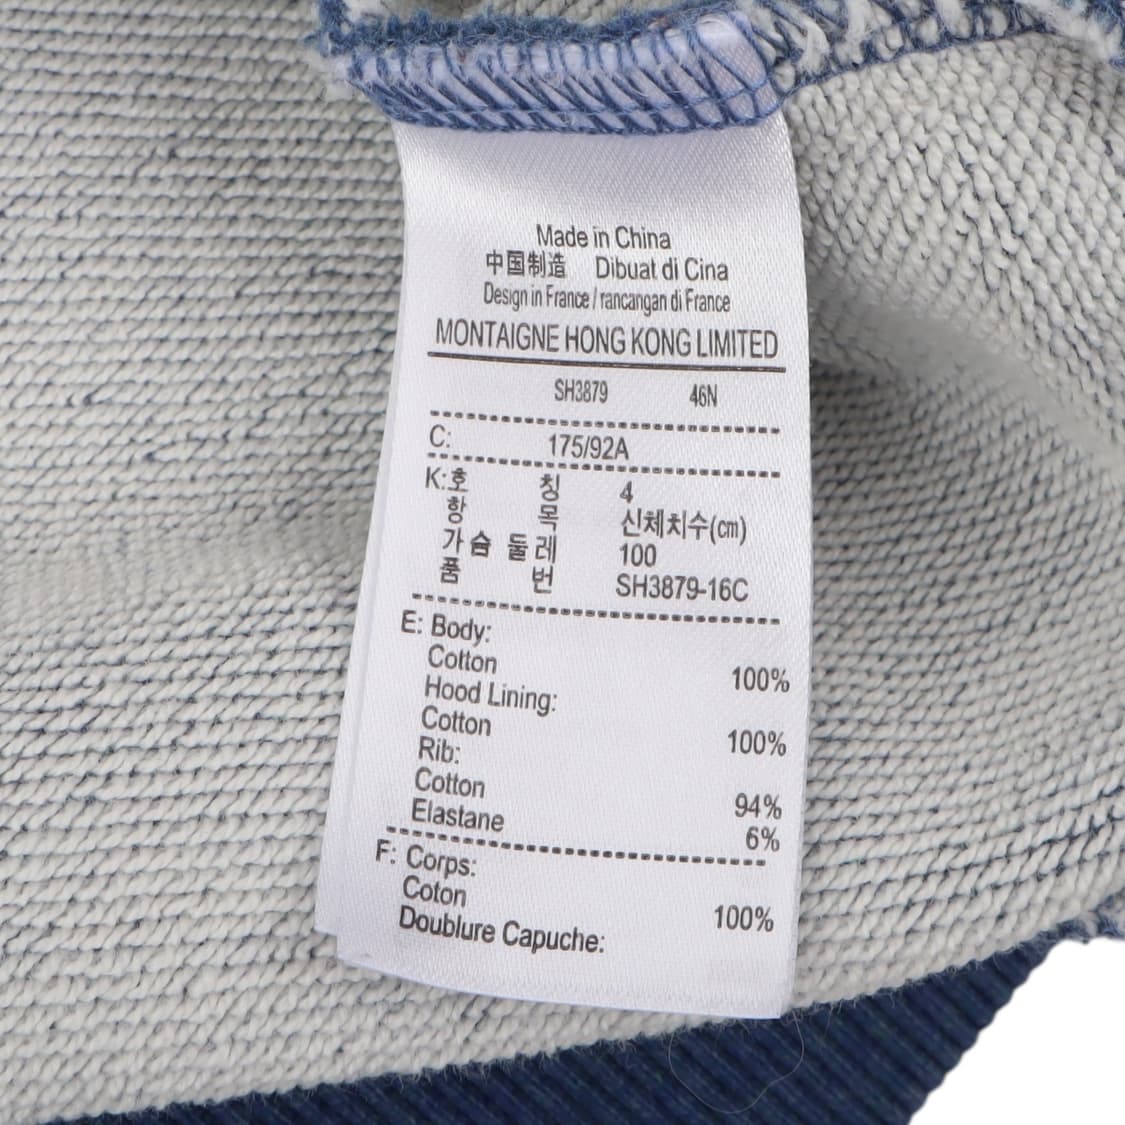 Made in China
中国制造 Dibuat di Cina
Design in France / rancangan di France
MONTAIGNE HONG KONG LIMITED
SH3879 46N
C: 175/92A
K:호 칭 4
항 목 신체치수(cm)
가슴 둘레 100
품 번 SH3879-16C
E: Body:
Cotton 100%
Hood Lining:
Cotton 100%
Rib:
Cotton 94%
Elastane 6%
F: Corps:
Coton 100%
Doublure Capuche: